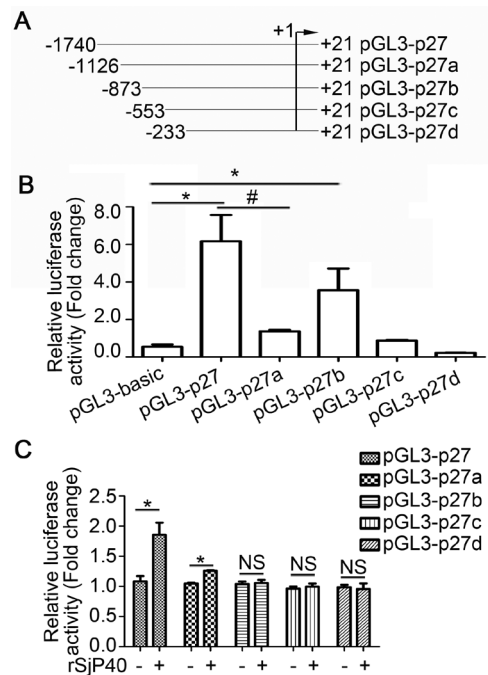 A
+1
-1740 +21 pGL3-p27
-1126 +21 pGL3-p27a
-873 +21 pGL3-p27b
-553 +21 pGL3-p27c
-233 +21 pGL3-p27d
B
*
* #
Relative luciferase
activity (Fold change)
8.0
6.0
4.0
2.0
0.0
pGL3-basic
pGL3-p27
pGL3-p27a
pGL3-p27b
pGL3-p27c
pGL3-p27d
C
pGL3-p27
pGL3-p27a
pGL3-p27b
pGL3-p27c
pGL3-p27d
Relative luciferase
activity (Fold change)
2.5
2.0
1.5
1.0
0.5
0.0
* * NS NS NS
rSjP40 - + - + - + - + - +